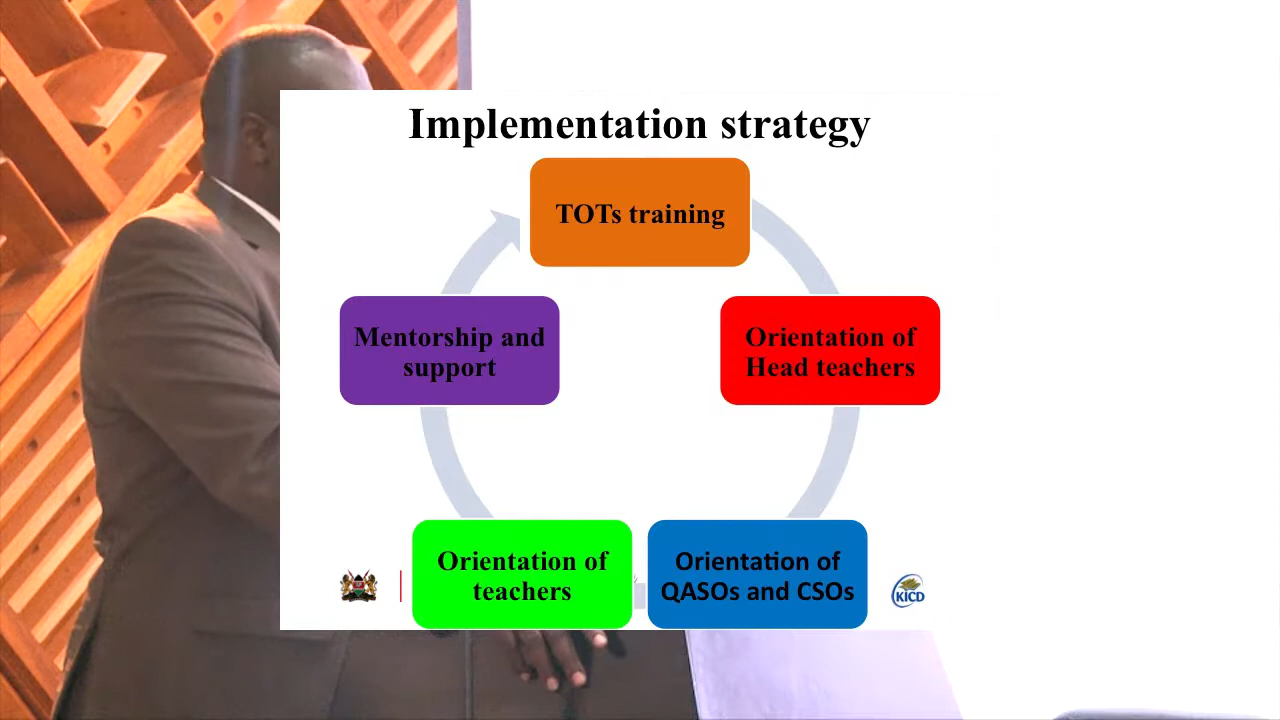 Implementation strategy
TOTs training
Orientation of
Head teachers
Orientation of
QASOs and CSOs
Orientation of
teachers
Mentorship and
support
KICD